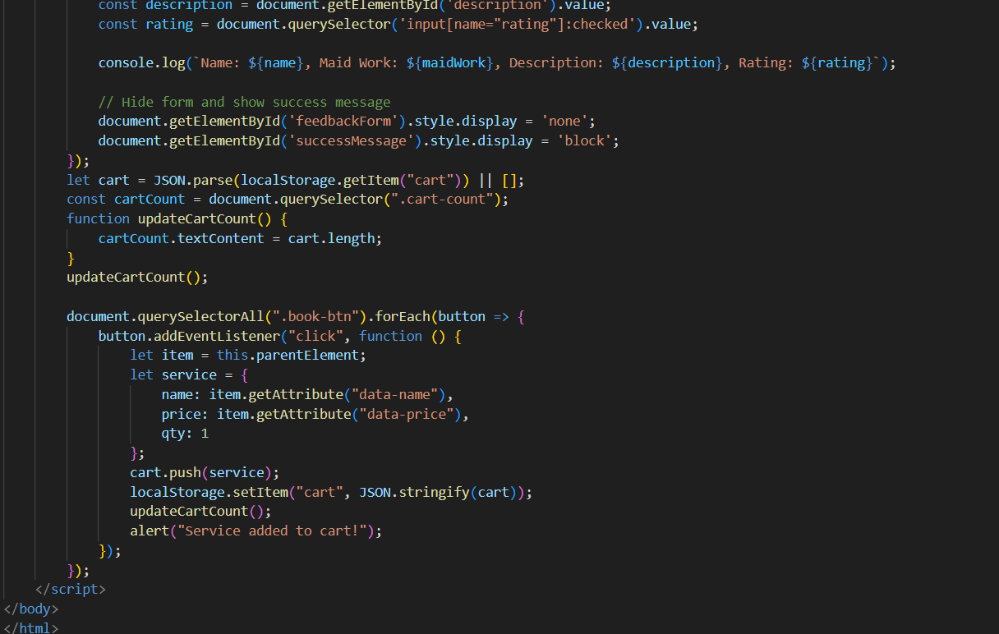 const description = document.getElementById('description').value;
const rating = document.querySelector('input[name="rating"]:checked').value;
console.log(`Name: ${name}, Maid Work: ${maidWork}, Description: ${description}, Rating: ${rating}`);
// Hide form and show success message
document.getElementById('feedbackForm').style.display = 'none';
document.getElementById('successMessage').style.display = 'block';
});
let cart = JSON.parse(localStorage.getItem("cart")) || [];
const cartCount = document.querySelector(".cart-count");
function updateCartCount() {
cartCount.textContent = cart.length;
}
updateCartCount();
document.querySelectorAll(".book-btn").forEach(button => {
button.addEventListener("click", function () {
let item = this.parentElement;
let service = {
name: item.getAttribute("data-name"),
price: item.getAttribute("data-price"),
qty: 1
};
cart.push(service);
localStorage.setItem("cart", JSON.stringify(cart));
updateCartCount();
alert("Service added to cart!");
});
});
</script>
</body>
</html>